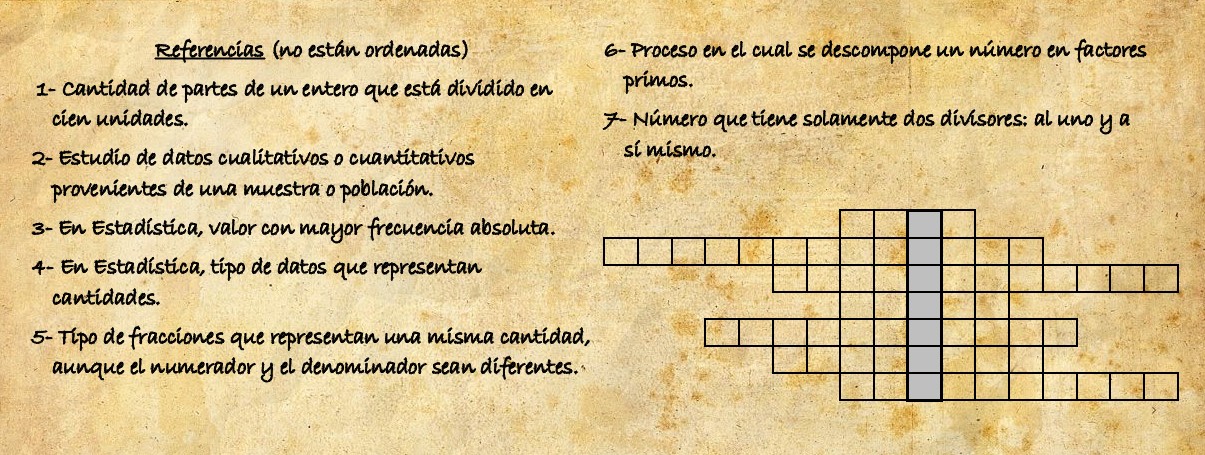 Referencias (no están ordenadas)
1- Cantidad de partes de un entero que está dividido en
cien unidades.
2- Estudio de datos cualitativos o cuantitativos
provenientes de una muestra o población.
3- En Estadística, valor con mayor frecuencia absoluta.
4- En Estadística, tipo de datos que representan
cantidades.
5- Tipo de fracciones que representan una misma cantidad,
aunque el numerador y el denominador sean diferentes.
6- Proceso en el cual se descompone un número en factores
primos.
7- Número que tiene solamente dos divisores: al uno y a
sí mismo.